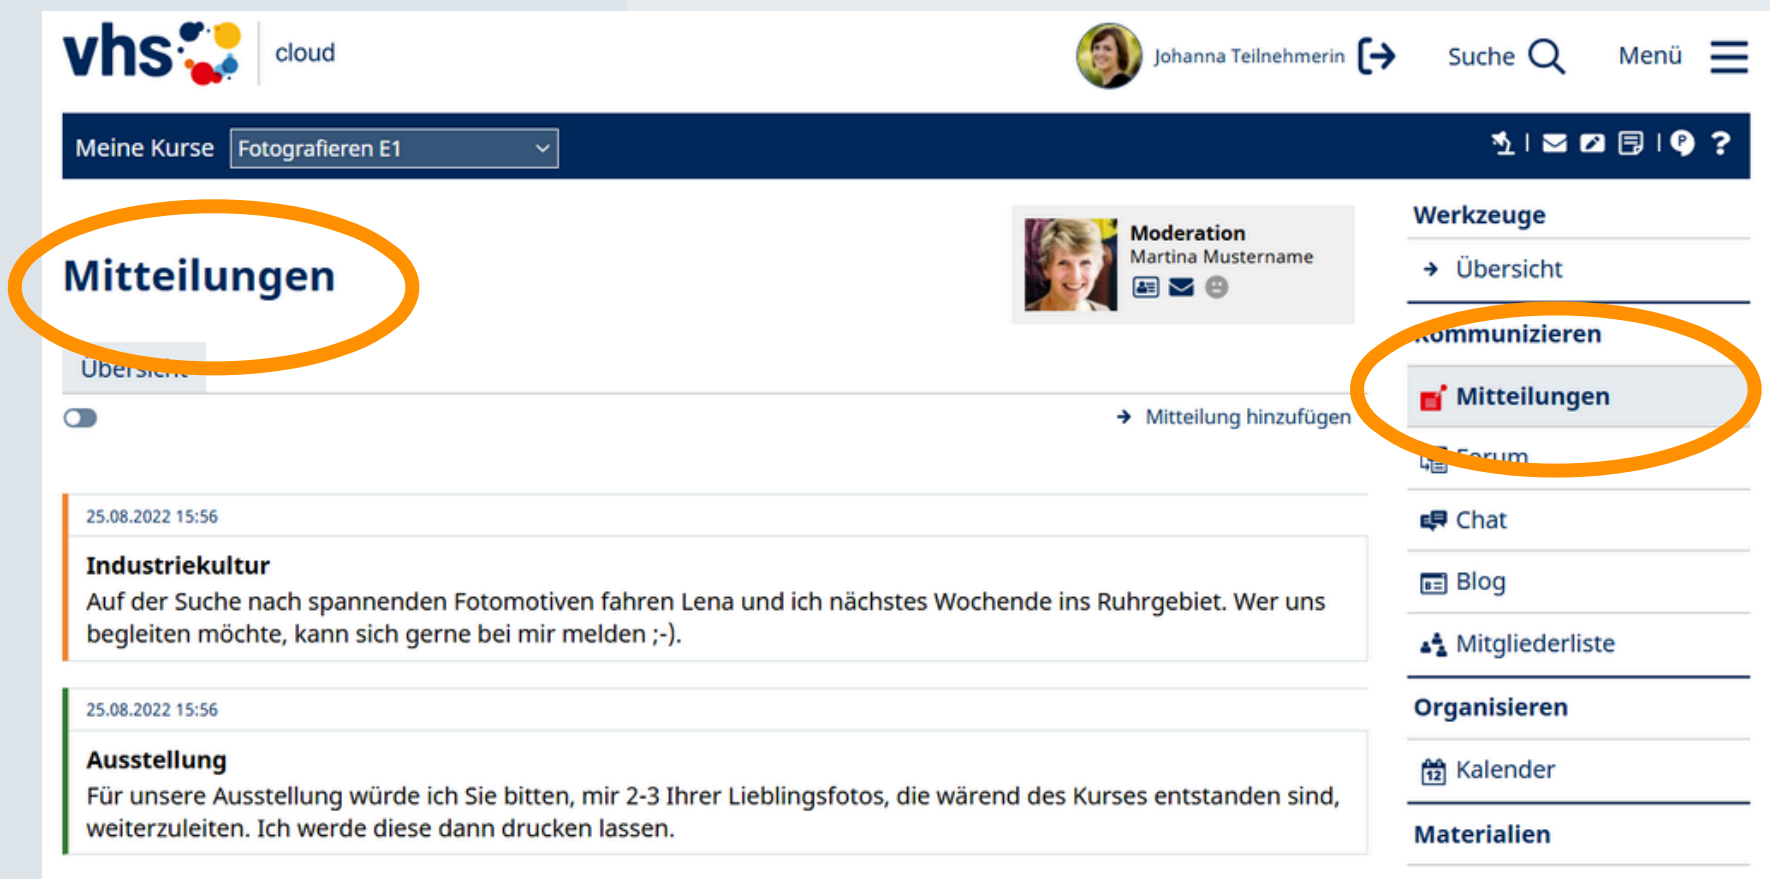 vhs cloud
Johanna Teilnehmerin
Suche
Menü
Meine Kurse
Fotografieren E1
Mitteilungen
Moderation
Martina Mustername
Übersicht
Mitteilung hinzufügen
25.08.2022 15:56
Industriekultur
Auf der Suche nach spannenden Fotomotiven fahren Lena und ich nächstes Wochende ins Ruhrgebiet. Wer uns
begleiten möchte, kann sich gerne bei mir melden ;-).
25.08.2022 15:56
Ausstellung
Für unsere Ausstellung würde ich Sie bitten, mir 2-3 Ihrer Lieblingsfotos, die wärend des Kurses entstanden sind,
weiterzuleiten. Ich werde diese dann drucken lassen.
Werkzeuge
Übersicht
Kommunizieren
Mitteilungen
Forum
Chat
Blog
Mitgliederliste
Organisieren
12
Kalender
Materialien